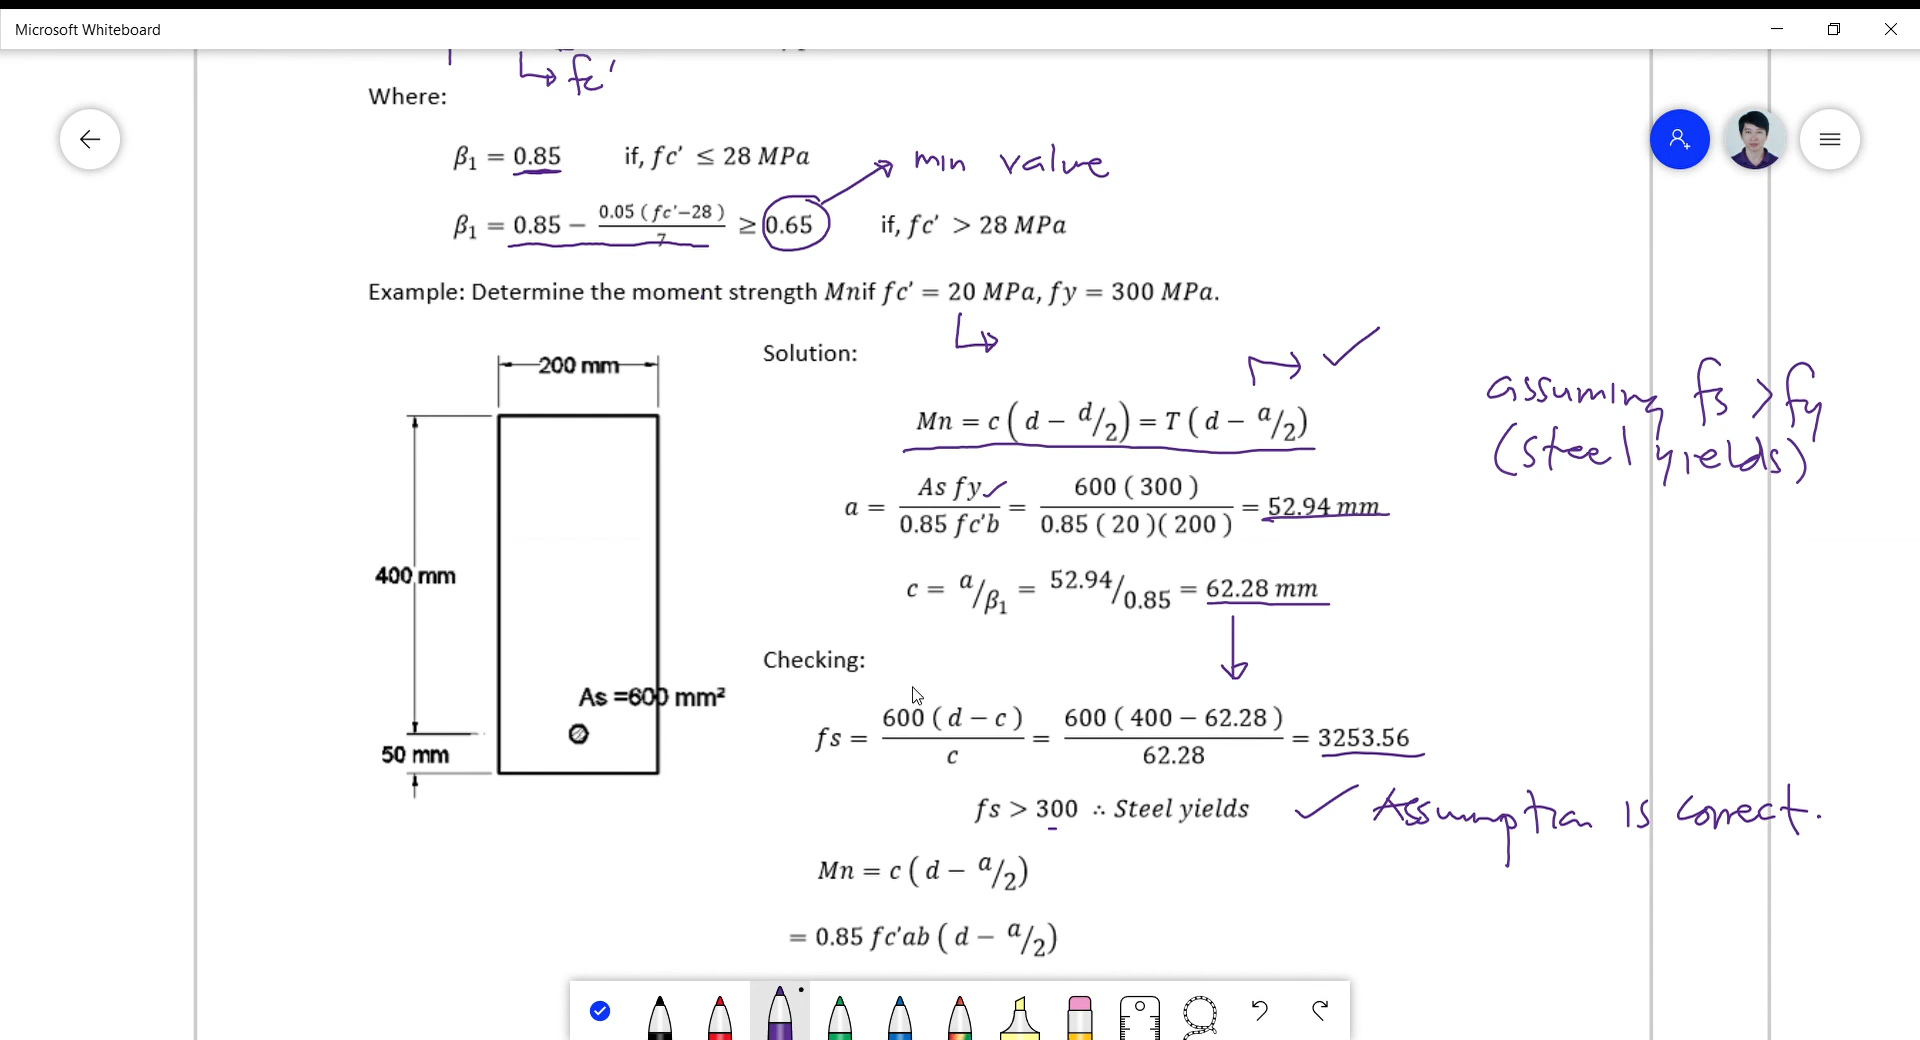 Microsoft Whiteboard
↳ fc'
Where:
β₁ = 0.85 if, fc' ≤ 28 MPa
min value
β₁ = 0.85 − 0.05 ( fc'−28 ) / 7 ≥ 0.65 if, fc' > 28 MPa
Example: Determine the moment strength Mnif fc' = 20 MPa, fy = 300 MPa.
Solution:
200 mm
assuming fs > fy
(steel yields)
Mn = c ( d − d/2 ) = T ( d − a/2 )
a = As fy / 0.85 fc'b = 600 ( 300 ) / 0.85 ( 20 )( 200 ) = 52.94 mm
400 mm
c = a/β₁ = 52.94/0.85 = 62.28 mm
Checking:
As =600 mm²
50 mm
fs = 600 ( d − c ) / c = 600 ( 400 − 62.28 ) / 62.28 = 3253.56
fs > 300 ∴ Steel yields ✓ Assumption is correct.
Mn = c ( d − a/2 )
= 0.85 fc'ab ( d − a/2 )